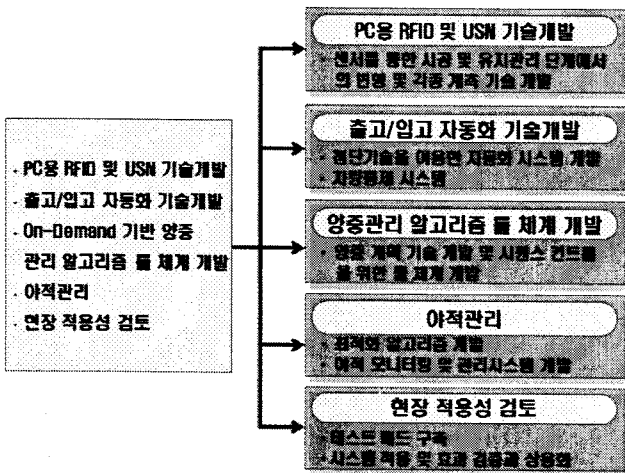 · PC용 RFID 및 USN 기술개발
· 출고/입고 자동화 기술개발
· On-Demand 기반 양중
관리 알고리즘 툴 체계 개발
· 야적관리
· 현장 적용성 검토
PC용 RFID 및 USN 기술개발
· 센서를 통한 시공 및 유지관리 단계에서
의 변형 및 각종 계측 기술 개발
출고/입고 자동화 기술개발
· 첨단기술을 이용한 자동화 시스템 개발
· 차량통제 시스템
양중관리 알고리즘 툴 체계 개발
· 양중 계획 기술 개발 및 시퀀스 컨트롤
을 위한 툴 체계 개발
야적관리
· 최적화 알고리즘 개발
· 야적 모니터링 및 관리시스템 개발
현장 적용성 검토
· 테스트 베드 구축
· 시스템 적용 및 효과 검증과 상용화